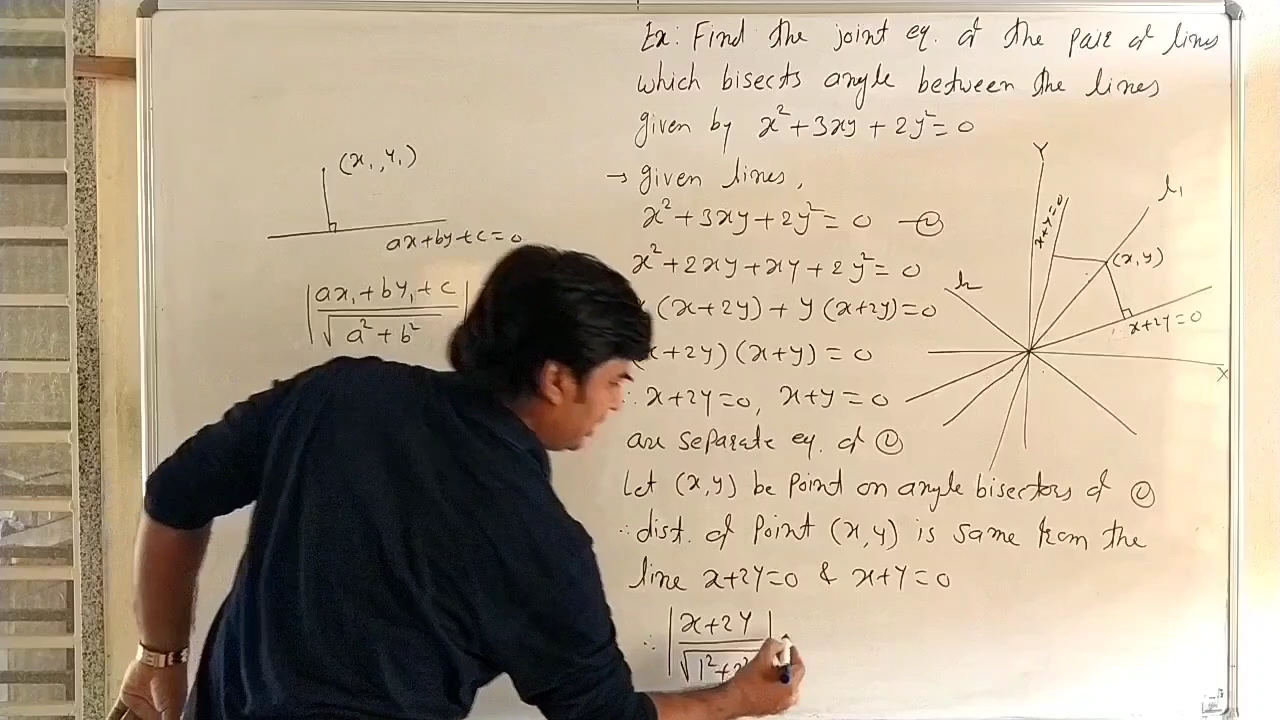 Ex: Find the joint eq. of the pair of lines
which bisects angle between the lines
given by x²+3xy+2y²=0
→ given lines,
x²+3xy+2y²=0 —①
x²+2xy+xy+2y²=0
(x+2y)+y(x+2y)=0
x+2y)(x+y)=0
∴ x+2y=0, x+y=0
are separate eq. of ①
Let (x,y) be point on angle bisectors of ①
∴ dist. of point (x,y) is same from the
line x+2y=0 & x+y=0
∴ |x+2y|
√1²+2²
(x₁,y₁)
ax+by+c=0
|ax₁+by₁+c|
√a²+b²
Y
x+y=0
l₁
(x,y)
l₂
x+2y=0
X